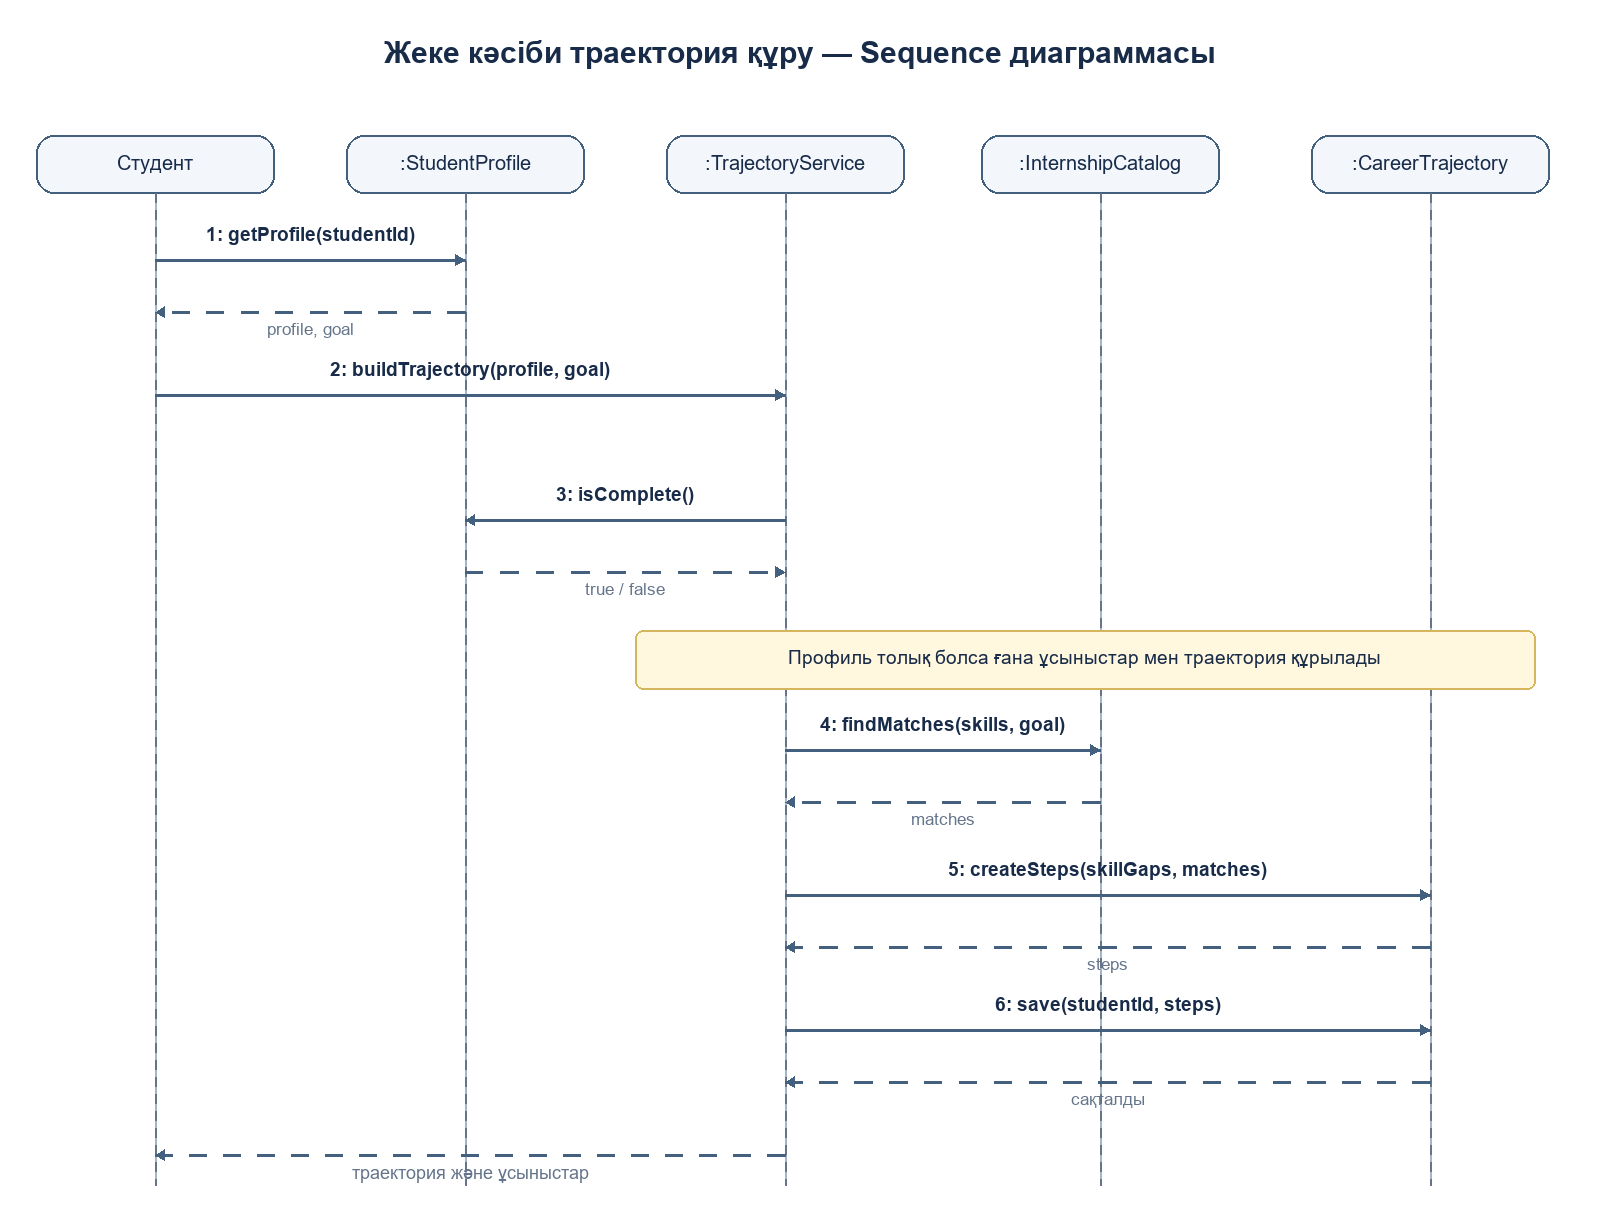 Жеке кәсіби траектория құру — Sequence диаграммасы
Студент
:StudentProfile
:TrajectoryService
:InternshipCatalog
:CareerTrajectory
1: getProfile(studentId)
profile, goal
2: buildTrajectory(profile, goal)
3: isComplete()
true / false
Профиль толық болса ғана ұсыныстар мен траектория құрылады
4: findMatches(skills, goal)
matches
5: createSteps(skillGaps, matches)
steps
6: save(studentId, steps)
сақталды
траектория және ұсыныстар